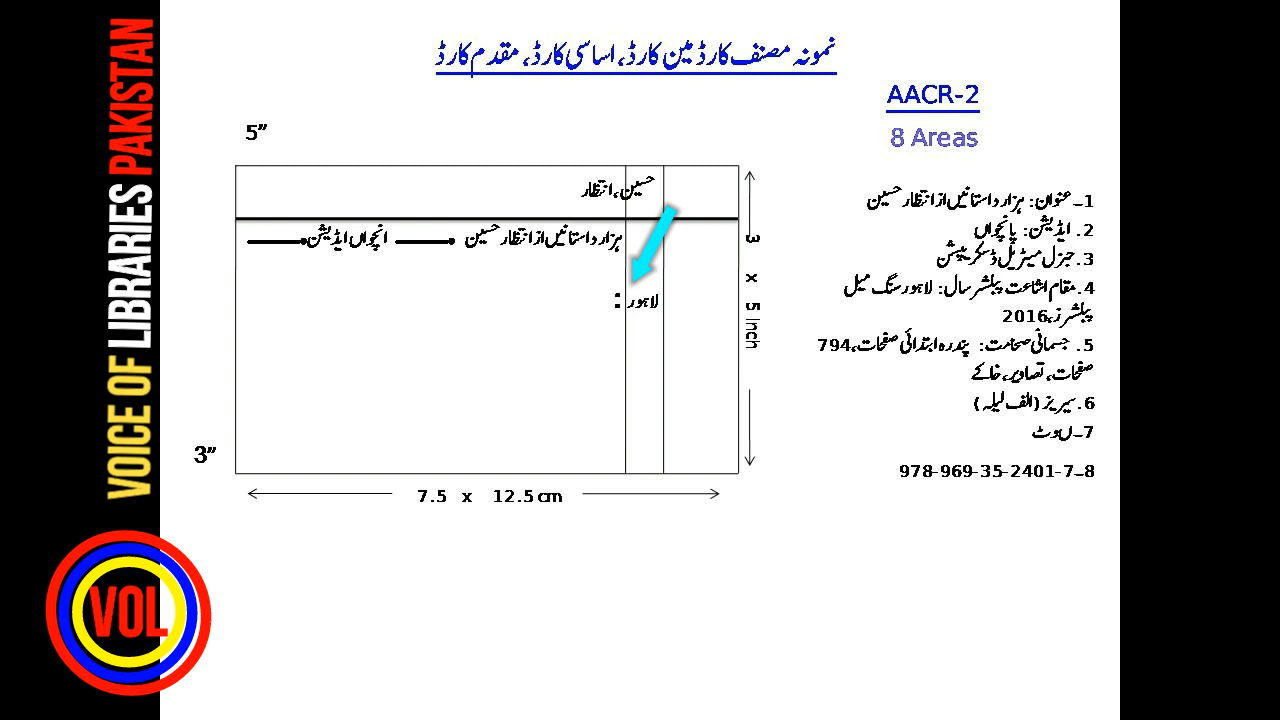 VOICE OF LIBRARIES PAKISTAN
VOL
نمونہ مصنف کارڈ مین کارڈ، اساسی کارڈ، مقدم کارڈ
AACR-2
8 Areas
5”
حسین، انتظار
ہزار داستانیں از انتظار حسین انچواں ایڈیشن
لاہور :
3 x 5 Inch
3”
7.5 x 12.5 cm
1۔عنوان: ہزار داستانیں از انتظار حسین
2. ایڈیشن: پانچواں
3.جنرل میٹریل ڈسکرپشن
4.مقام اشاعت پبلشر سال: لاہور سنگ میل
پبلشرز،2016
5. جسمانی ضخامت: پندرہ ابتدائی صفحات،794
صفحات، تصاویر، خاکے
6.سیریز (الف لیلہ)
7۔نوٹ
978-969-35-2401-7-8